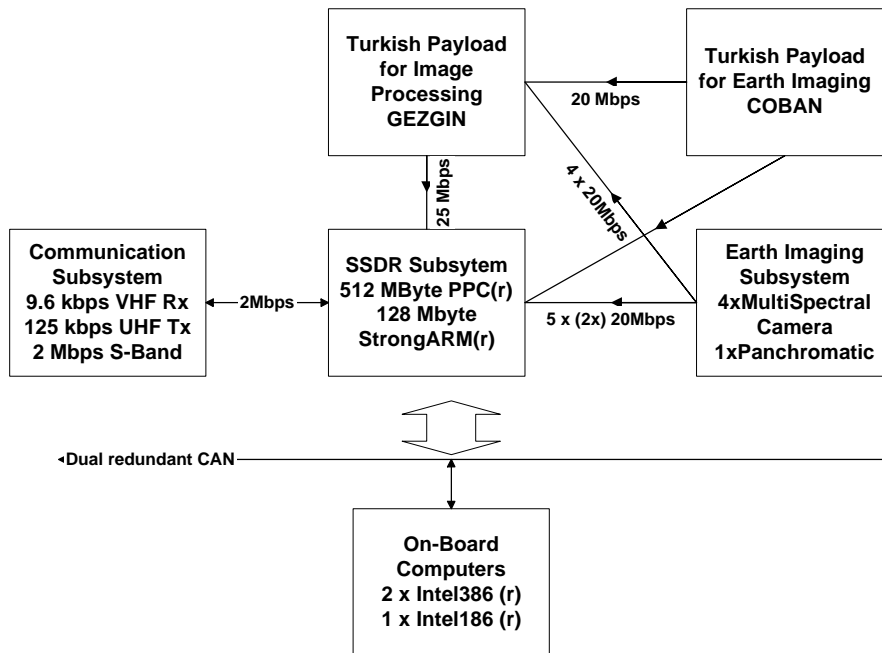 Turkish Payload
for Image
Processing
GEZGIN
Turkish Payload
for Earth Imaging
COBAN
20 Mbps
25 Mbps
4 x 20Mbps
Communication
Subsystem
9.6 kbps VHF Rx
125 kbps UHF Tx
2 Mbps S-Band
2Mbps
SSDR Subsytem
512 MByte PPC(r)
128 Mbyte
StrongARM(r)
5 x (2x) 20Mbps
Earth Imaging
Subsystem
4xMultiSpectral
Camera
1xPanchromatic
Dual redundant CAN
On-Board
Computers
2 x Intel386 (r)
1 x Intel186 (r)